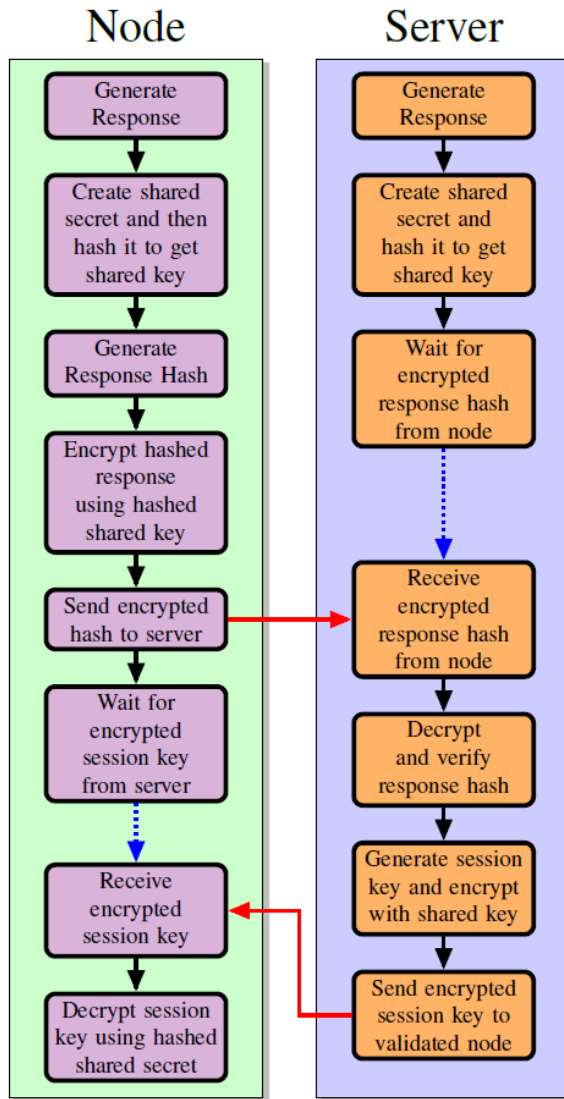 Node
Generate
Response
Create shared
secret and then
hash it to get
shared key
Generate
Response Hash
Encrypt hashed
response
using hashed
shared key
Send encrypted
hash to server
Wait for
encrypted
session key
from server
Receive
encrypted
session key
Decrypt session
key using hashed
shared secret
Server
Generate
Response
Create shared
secret and
hash it to get
shared key
Wait for
encrypted
response hash
from node
Receive
encrypted
response hash
from node
Decrypt
and verify
response hash
Generate session
key and encrypt
with shared key
Send encrypted
session key to
validated node